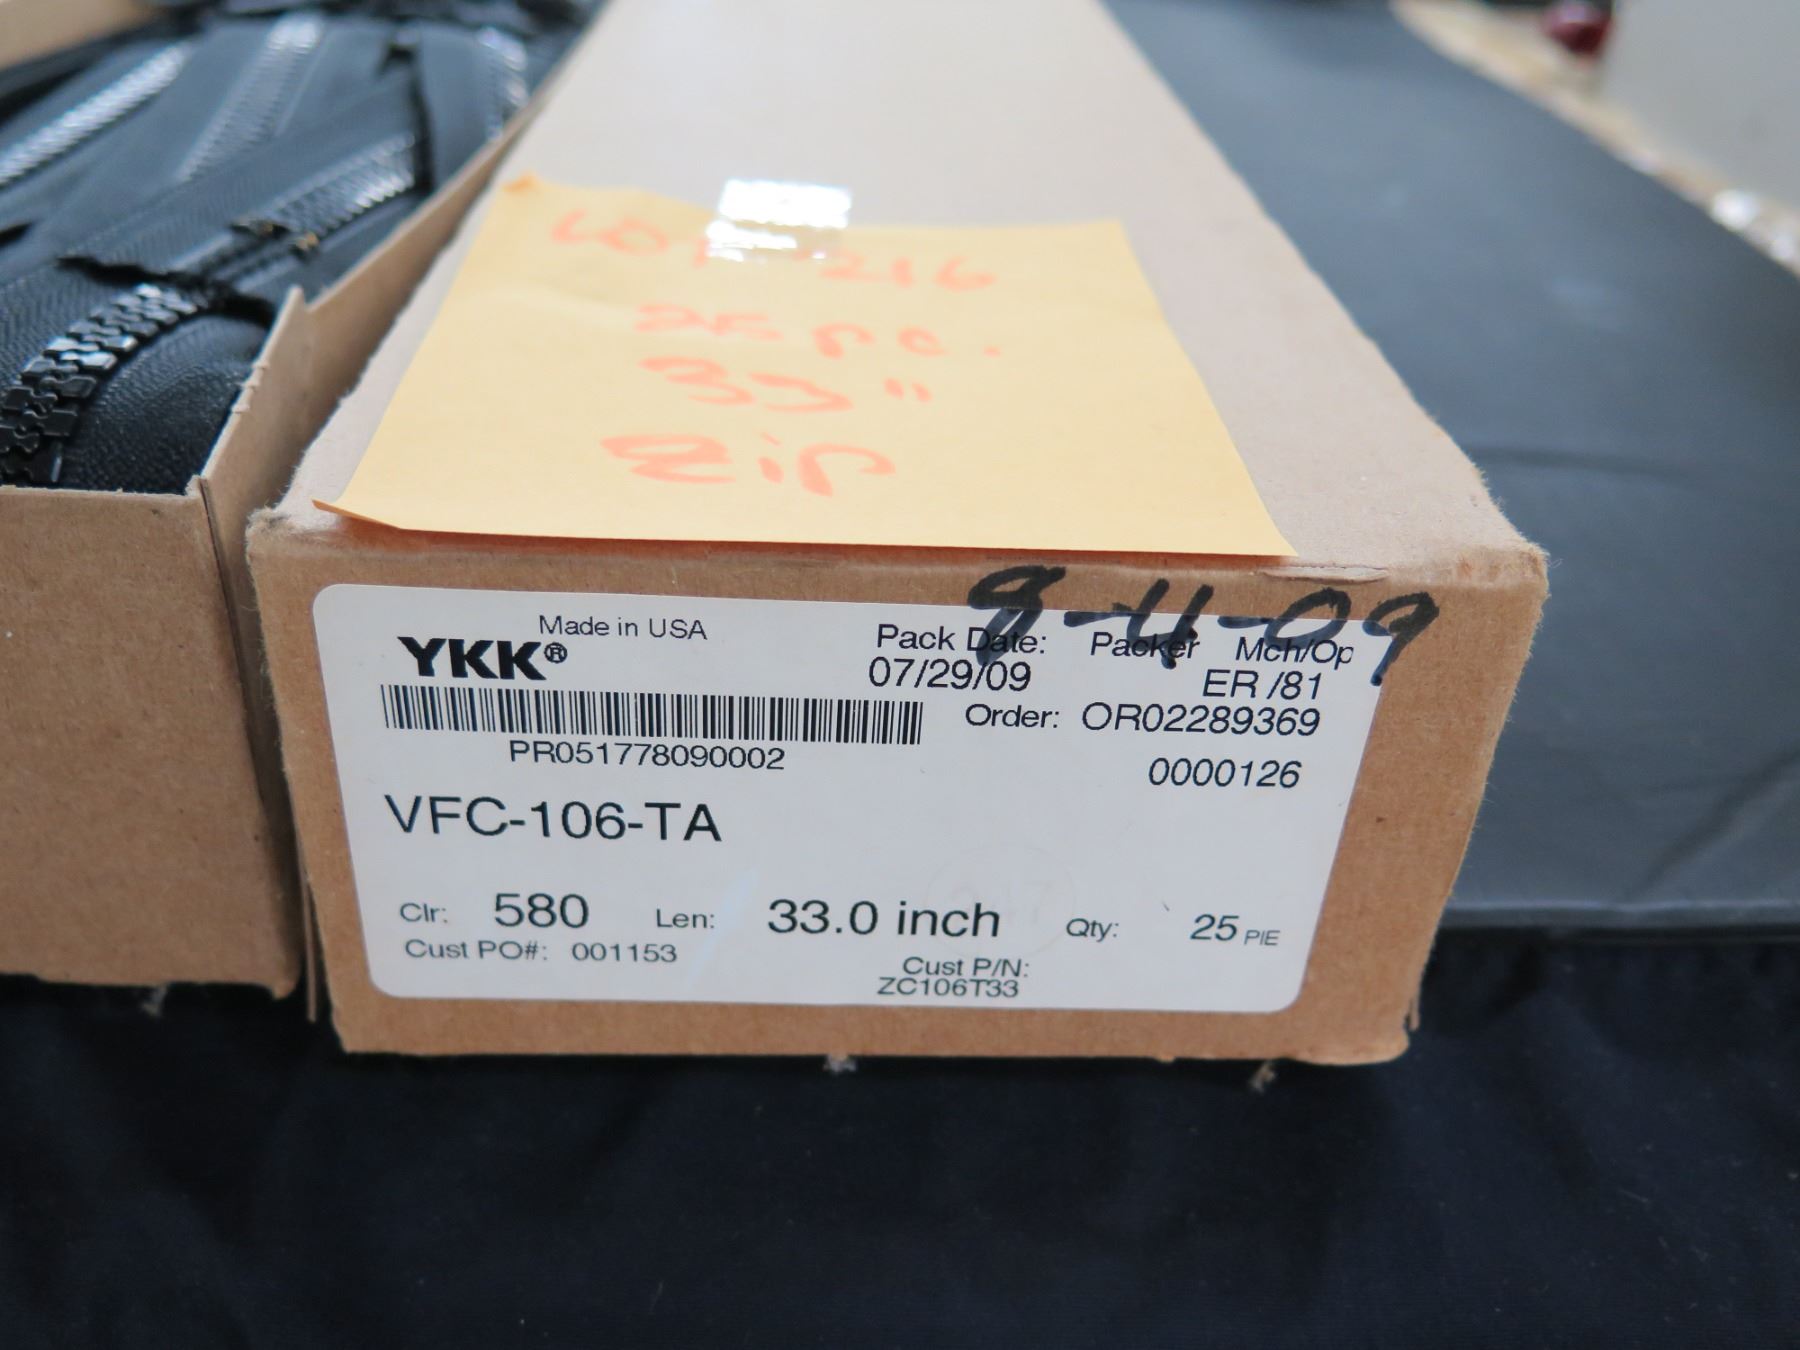 LOT-216
25 PC.
33"
ZIP
8-4-09
Made in USA
YKK®
Pack Date: Packer Mch/Op
07/29/09 ER /81
Order: OR02289369
PR051778090002
0000126
VFC-106-TA
Clr: 580 Len: 33.0 inch Qty: 25 PIE
Cust PO#: 001153
Cust P/N:
ZC106T33